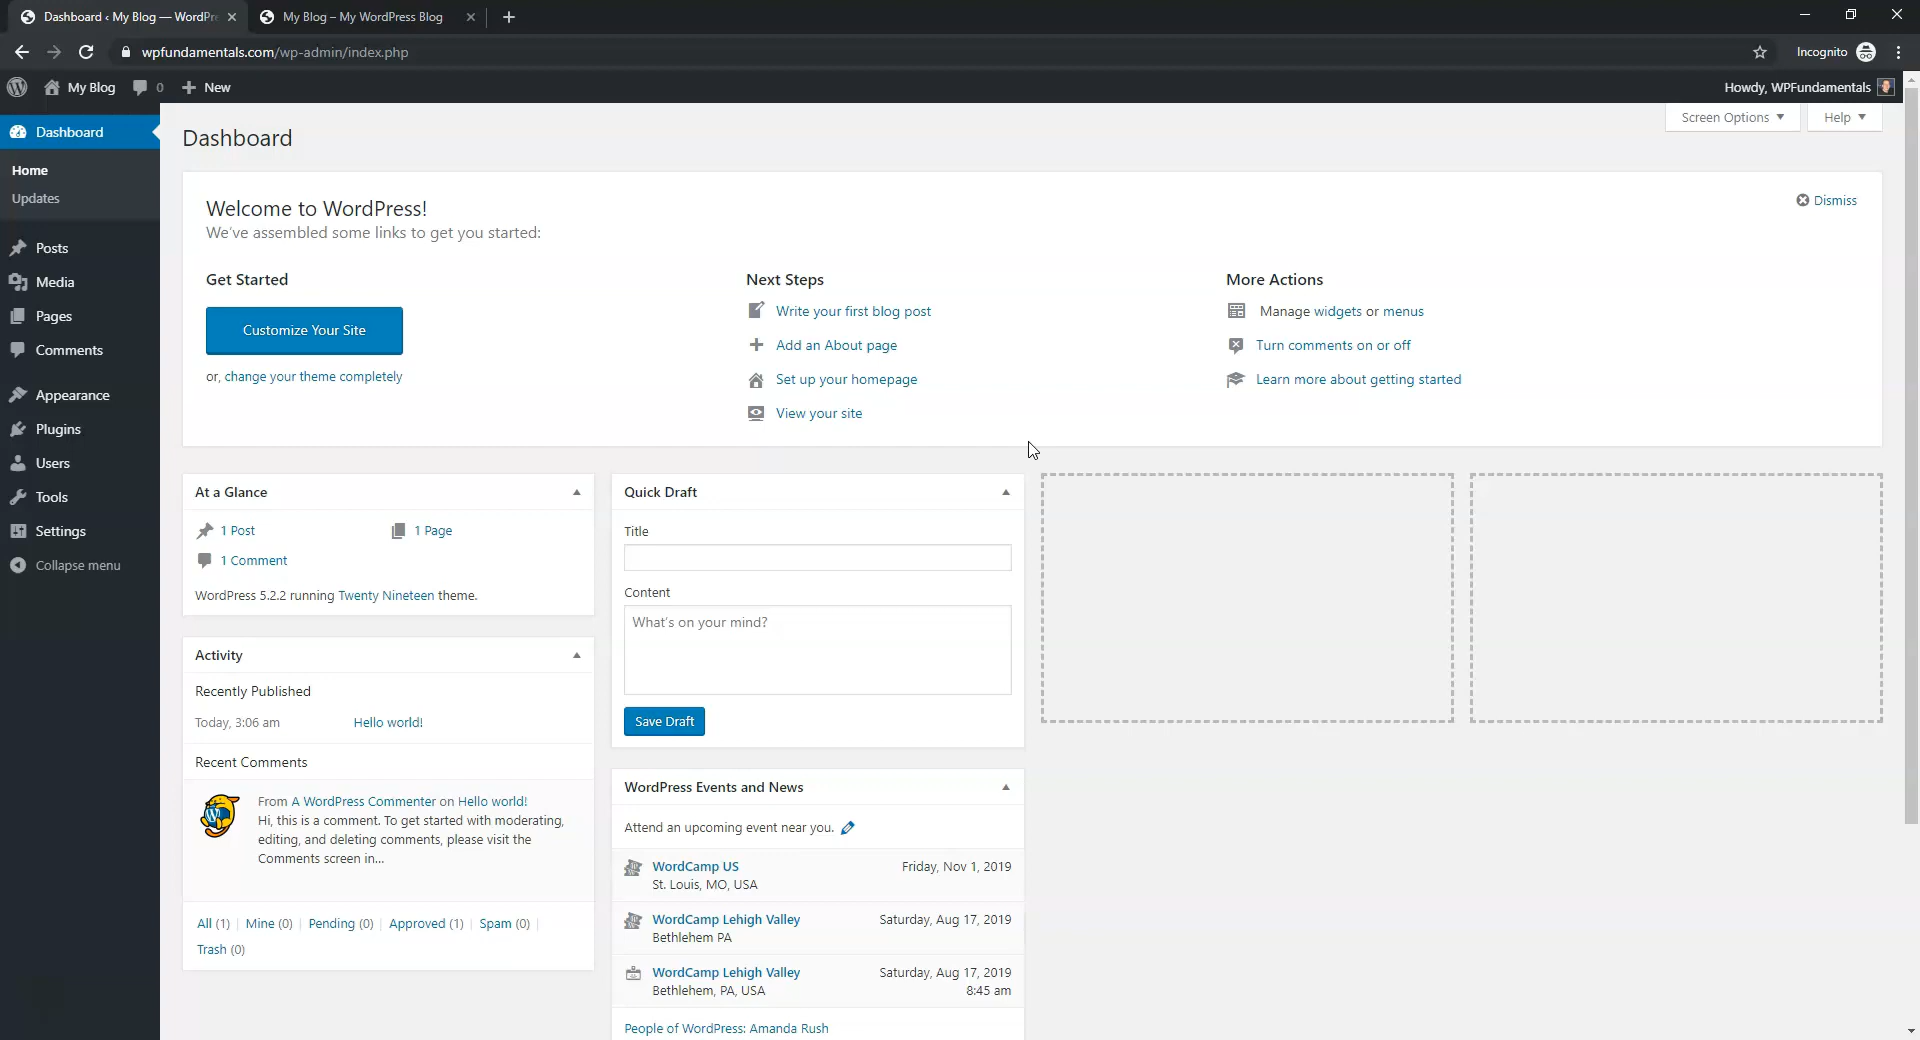 Dashboard ‹ My Blog — WordPr
My Blog – My WordPress Blog
wpfundamentals.com/wp-admin/index.php
Incognito
My Blog
0
New
Howdy, WPFundamentals
Dashboard
Home
Updates
Posts
Media
Pages
Comments
Appearance
Plugins
Users
Tools
Settings
Collapse menu
Dashboard
Screen Options
Help
Welcome to WordPress!
We've assembled some links to get you started:
Dismiss
Get Started
Customize Your Site
or, change your theme completely
Next Steps
Write your first blog post
Add an About page
Set up your homepage
View your site
More Actions
Manage widgets or menus
Turn comments on or off
Learn more about getting started
At a Glance
1 Post
1 Page
1 Comment
WordPress 5.2.2 running Twenty Nineteen theme.
Activity
Recently Published
Today, 3:06 am
Hello world!
Recent Comments
From A WordPress Commenter on Hello world!
Hi, this is a comment. To get started with moderating,
editing, and deleting comments, please visit the
Comments screen in...
All (1) | Mine (0) | Pending (0) | Approved (1) | Spam (0) |
Trash (0)
Quick Draft
Title
Content
What's on your mind?
Save Draft
WordPress Events and News
Attend an upcoming event near you.
WordCamp US
Friday, Nov 1, 2019
St. Louis, MO, USA
WordCamp Lehigh Valley
Saturday, Aug 17, 2019
Bethlehem PA
WordCamp Lehigh Valley
Saturday, Aug 17, 2019
Bethlehem, PA, USA
8:45 am
People of WordPress: Amanda Rush